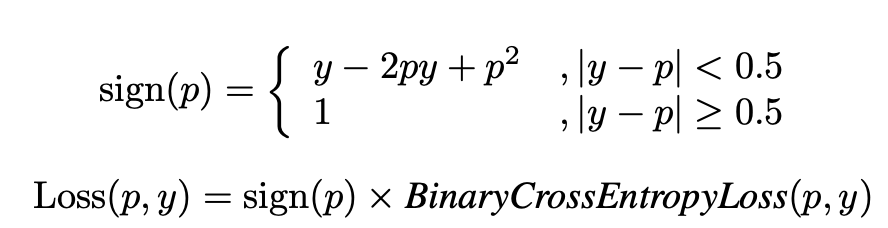 sign(p) = { y − 2py + p² , |y − p| < 0.5
1 , |y − p| ≥ 0.5
Loss(p, y) = sign(p) × BinaryCrossEntropyLoss(p, y)